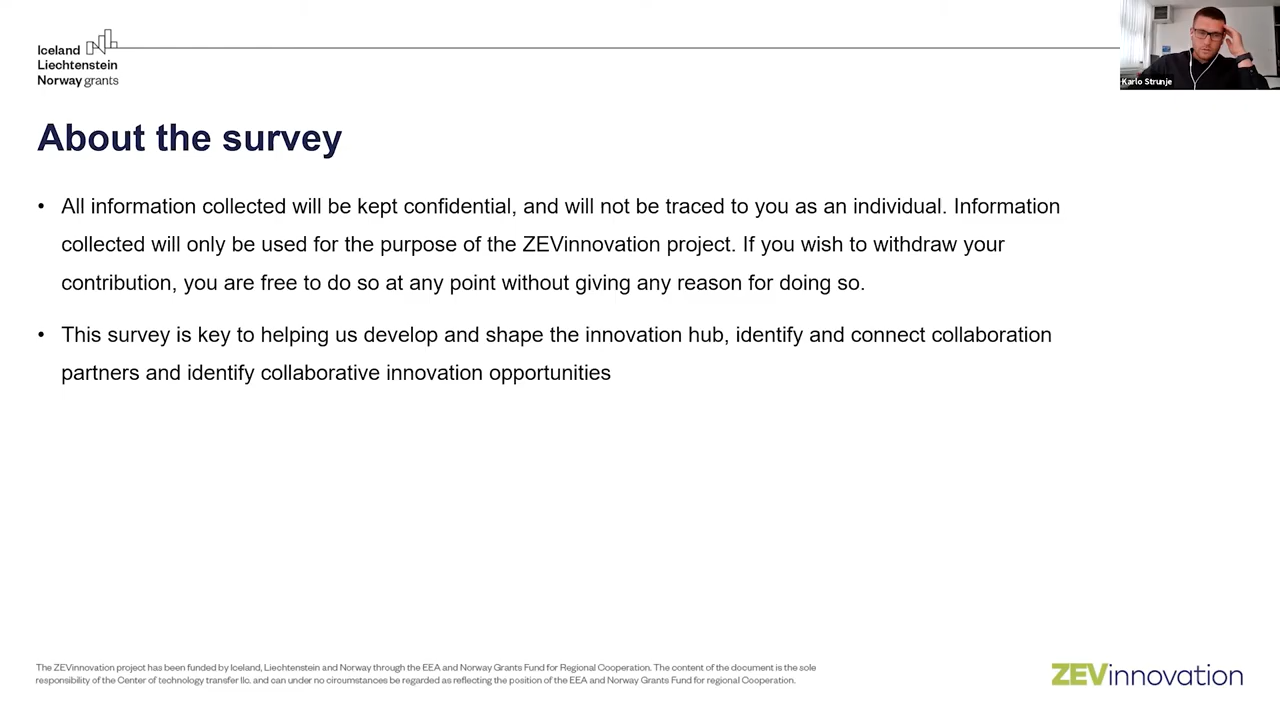 Iceland
Liechtenstein
Norway grants
Karlo Strunje
About the survey
• All information collected will be kept confidential, and will not be traced to you as an individual. Information
collected will only be used for the purpose of the ZEVinnovation project. If you wish to withdraw your
contribution, you are free to do so at any point without giving any reason for doing so.
• This survey is key to helping us develop and shape the innovation hub, identify and connect collaboration
partners and identify collaborative innovation opportunities
The ZEVinnovation project has been funded by Iceland, Liechtenstein and Norway through the EEA and Norway Grants Fund for Regional Cooperation. The content of the document is the sole
responsibility of the Center of technology transfer llc. and can under no circumstances be regarded as reflecting the position of the EEA and Norway Grants Fund for regional Cooperation.
ZEVinnovation